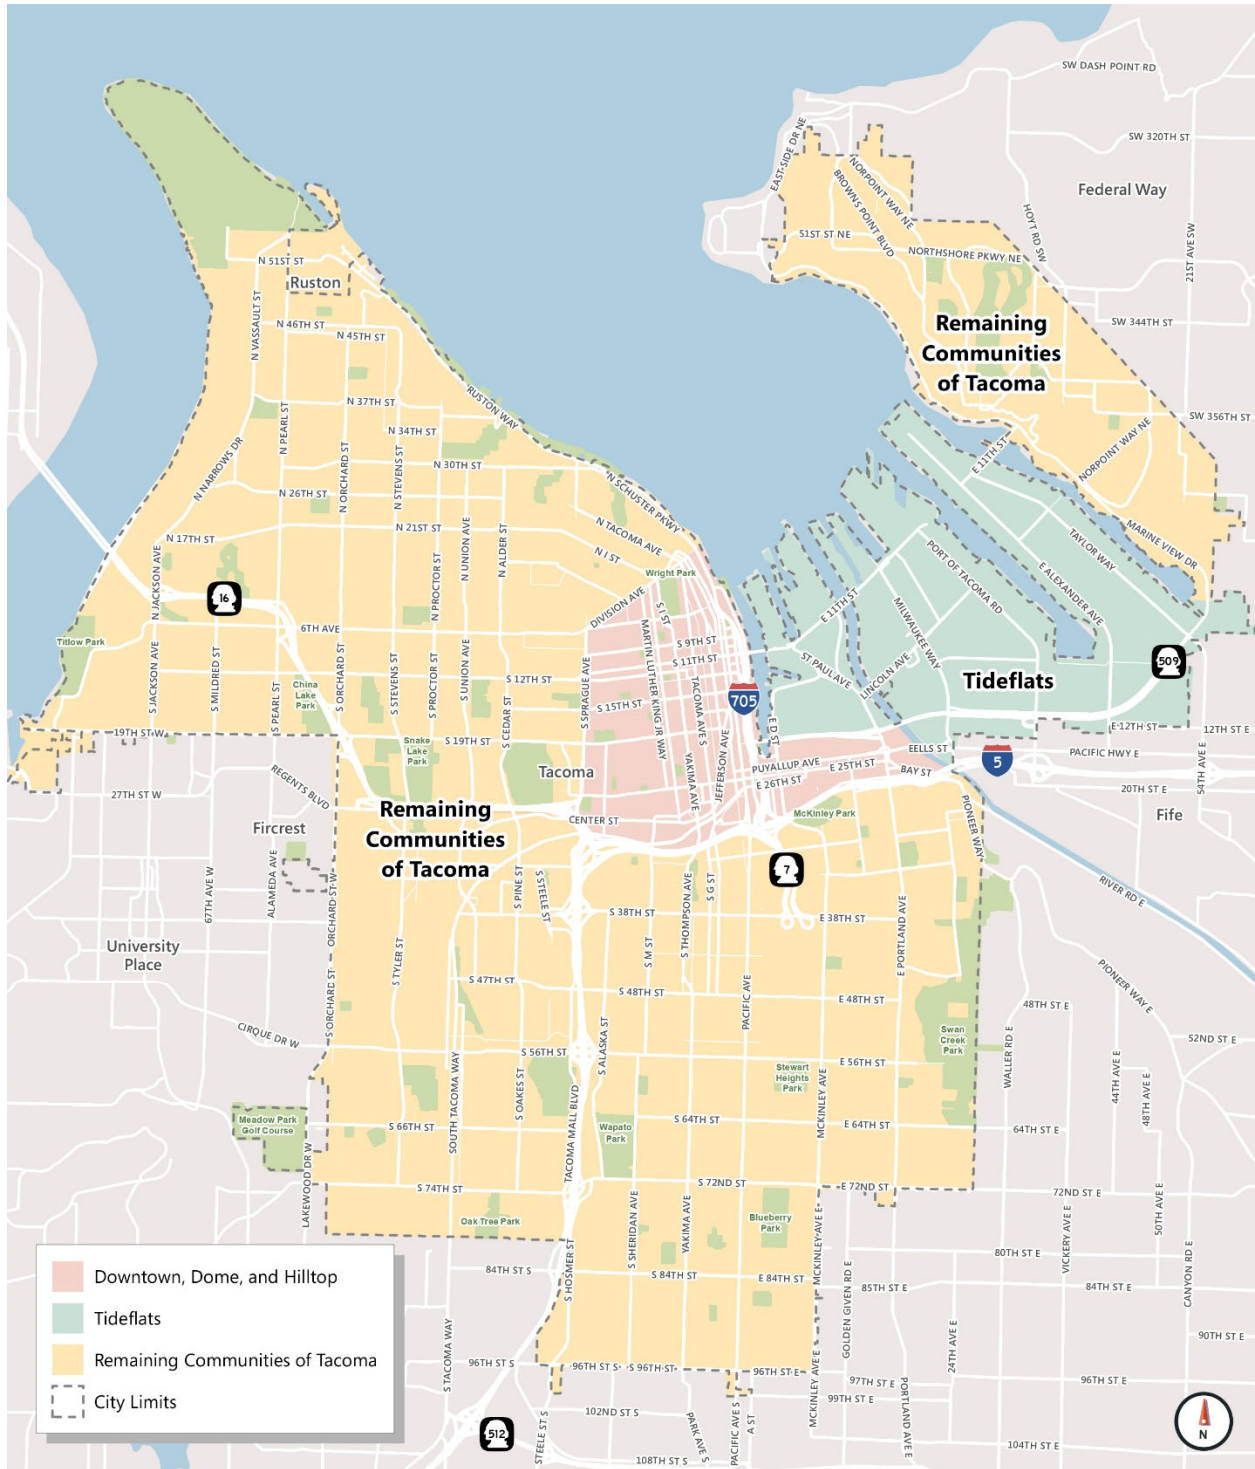 SW DASH POINT RD
SW 320TH ST
EAST-SIDE DR NE
NORPOINT WAY NE
BROWNS POINT BLVD
Federal Way
HOYT RD SW
21ST AVE SW
51ST ST NE
NORTHSHORE PKWY NE
N 51ST ST
Ruston
N VASSAULT ST
N 46TH ST
N 45TH ST
Remaining
Communities
of Tacoma
SW 344TH ST
RUSTON WAY
N 37TH ST
N PEARL ST
N 34TH ST
SW 356TH ST
NORPOINT WAY NE
N NARROWS DR
N ORCHARD ST
N STEVENS ST
N 30TH ST
E 11TH ST
N SCHUSTER PKWY
N 26TH ST
N 21ST ST
N UNION AVE
N ALDER ST
N TACOMA AVE
N I ST
N 17TH ST
MARINE VIEW DR
TAYLOR WAY
E ALEXANDER AVE
PORT OF TACOMA RD
N JACKSON AVE
N PROCTOR ST
Wright Park
16
DIVISION AVE
S I ST
E 11TH ST
MILWAUKEE WAY
6TH AVE
Titlow Park
MARTIN LUTHER KING JR WAY
S 9TH ST
S 11TH ST
ST PAUL AVE
LINCOLN AVE
509
Tideflats
S JACKSON AVE
S MILDRED ST
S PEARL ST
China
Lake
Park
S ORCHARD ST
S STEVENS ST
S PROCTOR ST
S UNION AVE
S 12TH ST
S CEDAR ST
S SPRAGUE AVE
S 15TH ST
TACOMA AVE S
705
E D ST
JEFFERSON AVE
YAKIMA AVE
19TH ST W
Snake
Lake
Park
S 19TH ST
E 12TH ST
12TH ST E
EELLS ST
PACIFIC HWY E
5
54TH AVE E
PUYALLUP AVE
E 25TH ST
BAY ST
E 26TH ST
20TH ST E
REGENTS BLVD
27TH ST W
Tacoma
Remaining
Communities
of Tacoma
CENTER ST
McKinley Park
PIONEER WAY
Fife
Fircrest
67TH AVE W
ALAMEDA AVE
ORCHARD ST W
7
RIVER RD E
S PINE ST
S STEELE ST
S THOMPSON AVE
S G ST
S 38TH ST
E 38TH ST
E PORTLAND AVE
University
Place
S TYLER ST
S M ST
S 47TH ST
S 48TH ST
PACIFIC AVE
E 48TH ST
PIONEER WAY E
48TH ST E
S ORCHARD ST
CIRQUE DR W
S 56TH ST
S ALASKA ST
E 56TH ST
Swan
Creek
Park
WALLER RD E
52ND ST E
44TH AVE E
48TH AVE E
SOUTH TACOMA WAY
S OAKES ST
TACOMA MALL BLVD
Stewart
Heights
Park
MCKINLEY AVE
Meadow Park
Golf Course
S 66TH ST
Wapato
Park
S 64TH ST
E 64TH ST
64TH ST E
LAKEWOOD DR W
S 74TH ST
S 72ND ST
E 72ND ST
72ND ST E
Oak Tree Park
S SHERIDAN AVE
YAKIMA AVE
Blueberry
Park
MCKINLEY AVE E
VICKERY AVE E
50TH AVE E
CANYON RD E
80TH ST E
84TH ST S
S HOSMER ST
S 84TH ST
E 84TH ST
GOLDEN GIVEN RD E
85TH ST E
84TH ST E
Downtown, Dome, and Hilltop
Tideflats
Remaining Communities of Tacoma
City Limits
24TH AVE E
90TH ST E
S TACOMA WAY
96TH ST S
96TH ST S
S 96TH ST
96TH ST E
MCKINLEY AVE E
97TH ST E
99TH ST E
96TH ST E
512
STEELE ST S
102ND ST S
PARK AVE S
PACIFIC AVE S
A ST
PORTLAND AVE E
104TH ST E
108TH ST S
N